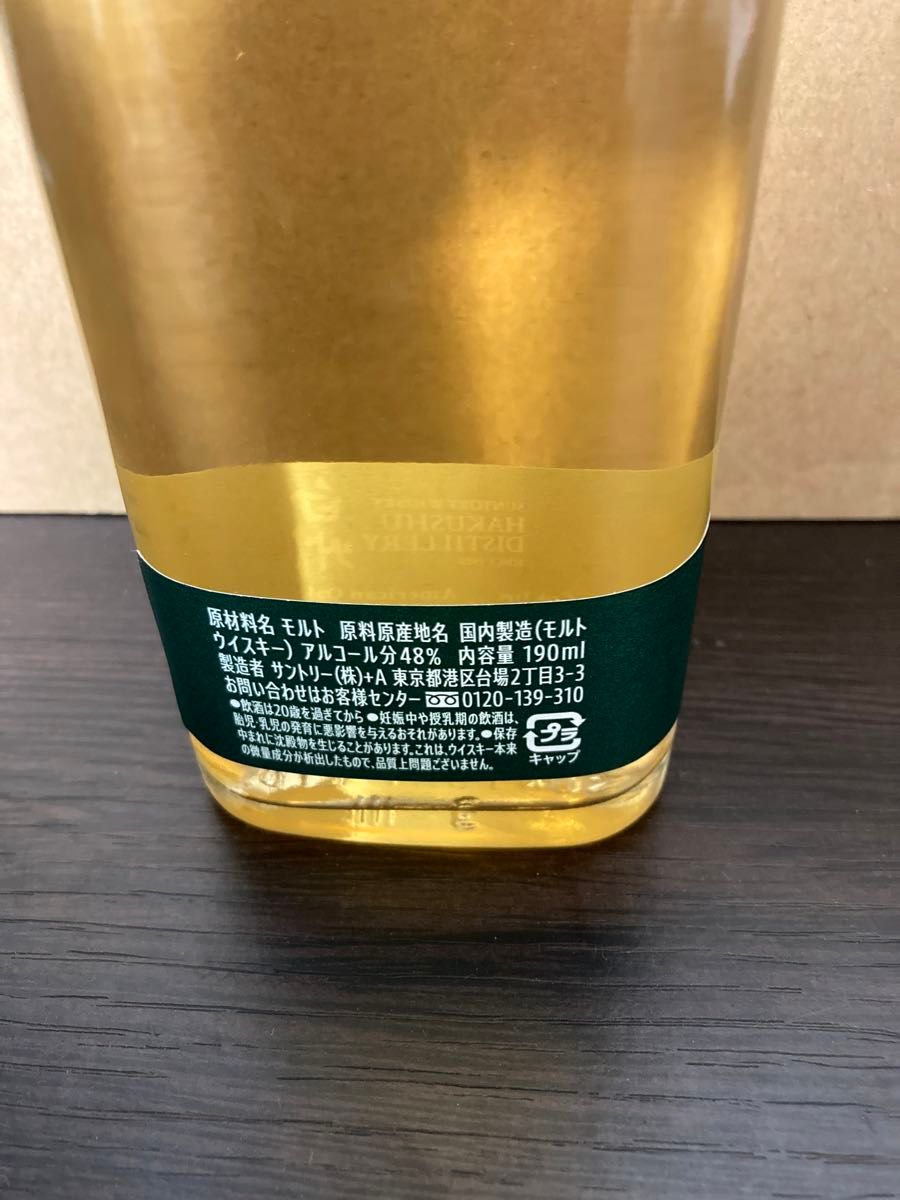 SUNTORY WHISKY
HAKUSHU
DISTILLERY
American
原材料名 モルト 原料原産地名 国内製造(モルト
ウイスキー) アルコール分48% 内容量 190ml
製造者 サントリー(株)+A 東京都港区台場2丁目3-3
お問い合わせはお客様センター 0120-139-310
●飲酒は20歳を過ぎてから ●妊娠中や授乳期の飲酒は、
胎児・乳児の発育に悪影響を与えるおそれがあります。●保存
中まれに沈殿物を生じることがあります。これは、ウイスキー本来
の微量成分が析出したもので、品質上問題ございません。
プラ
キャップ